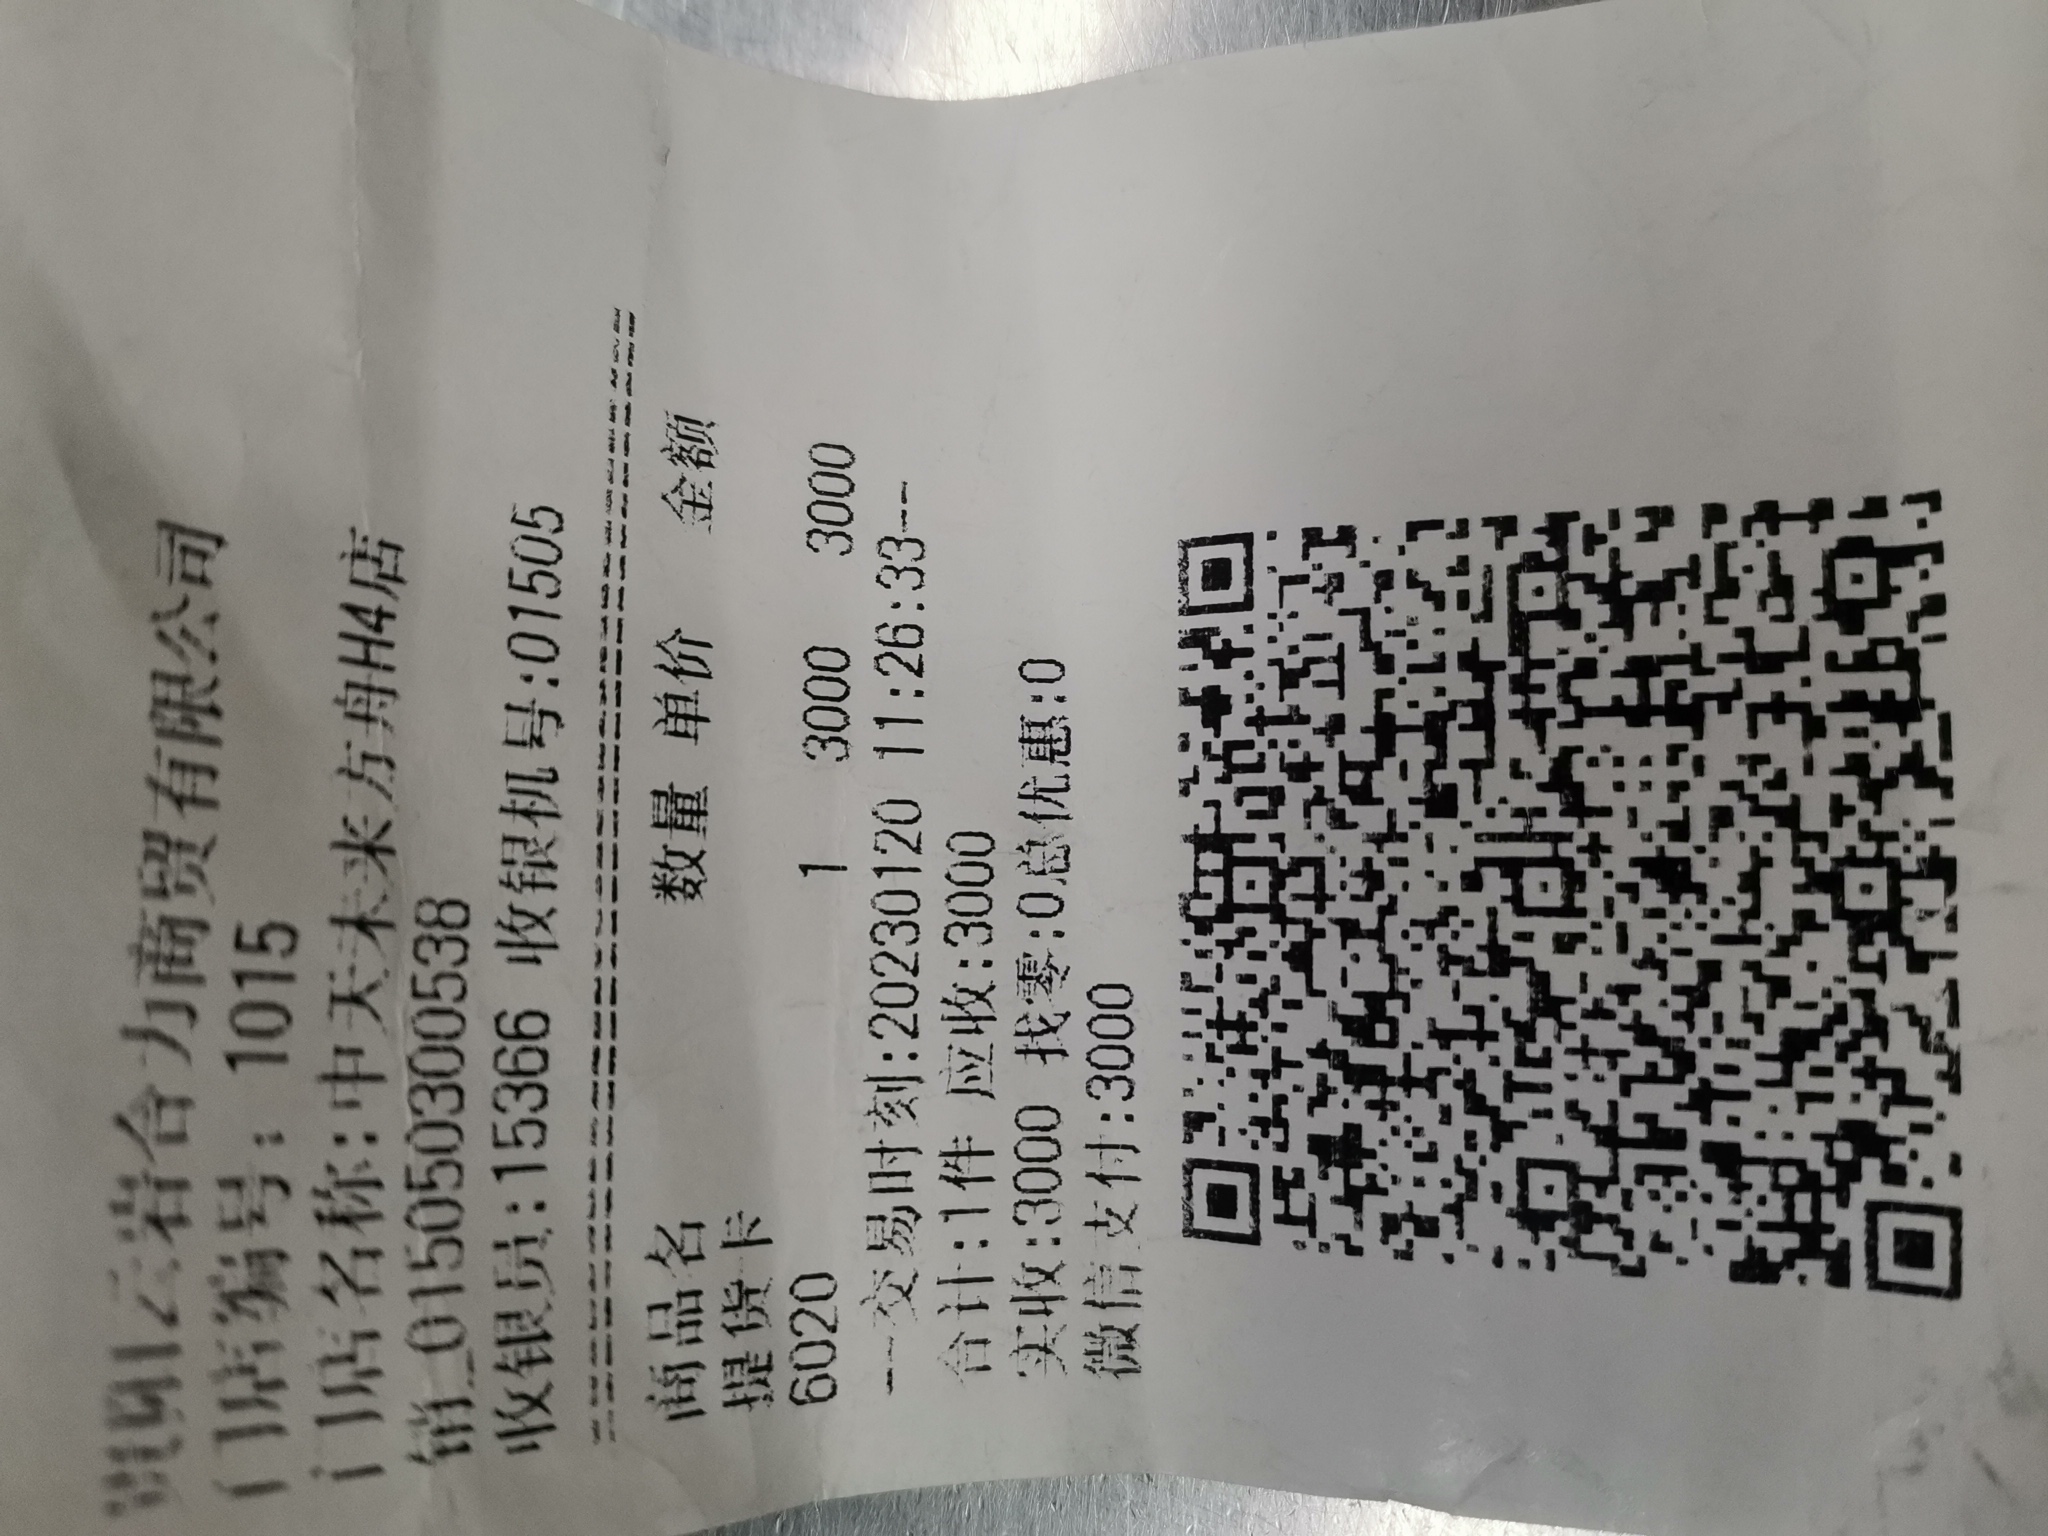 云岩合力商贸有限公司
门店编号：1015
门店名称:中天未来方舟H4店
销_01505030000538
收银员:15366 收银机号:01505
商品名 数量 单价 金额
提货卡
6020 1 3000 3000
--交易时刻:20230120 11:26:33--
合计:1件 应收:3000
实收:3000 找零:0总优惠:0
微信支付:3000